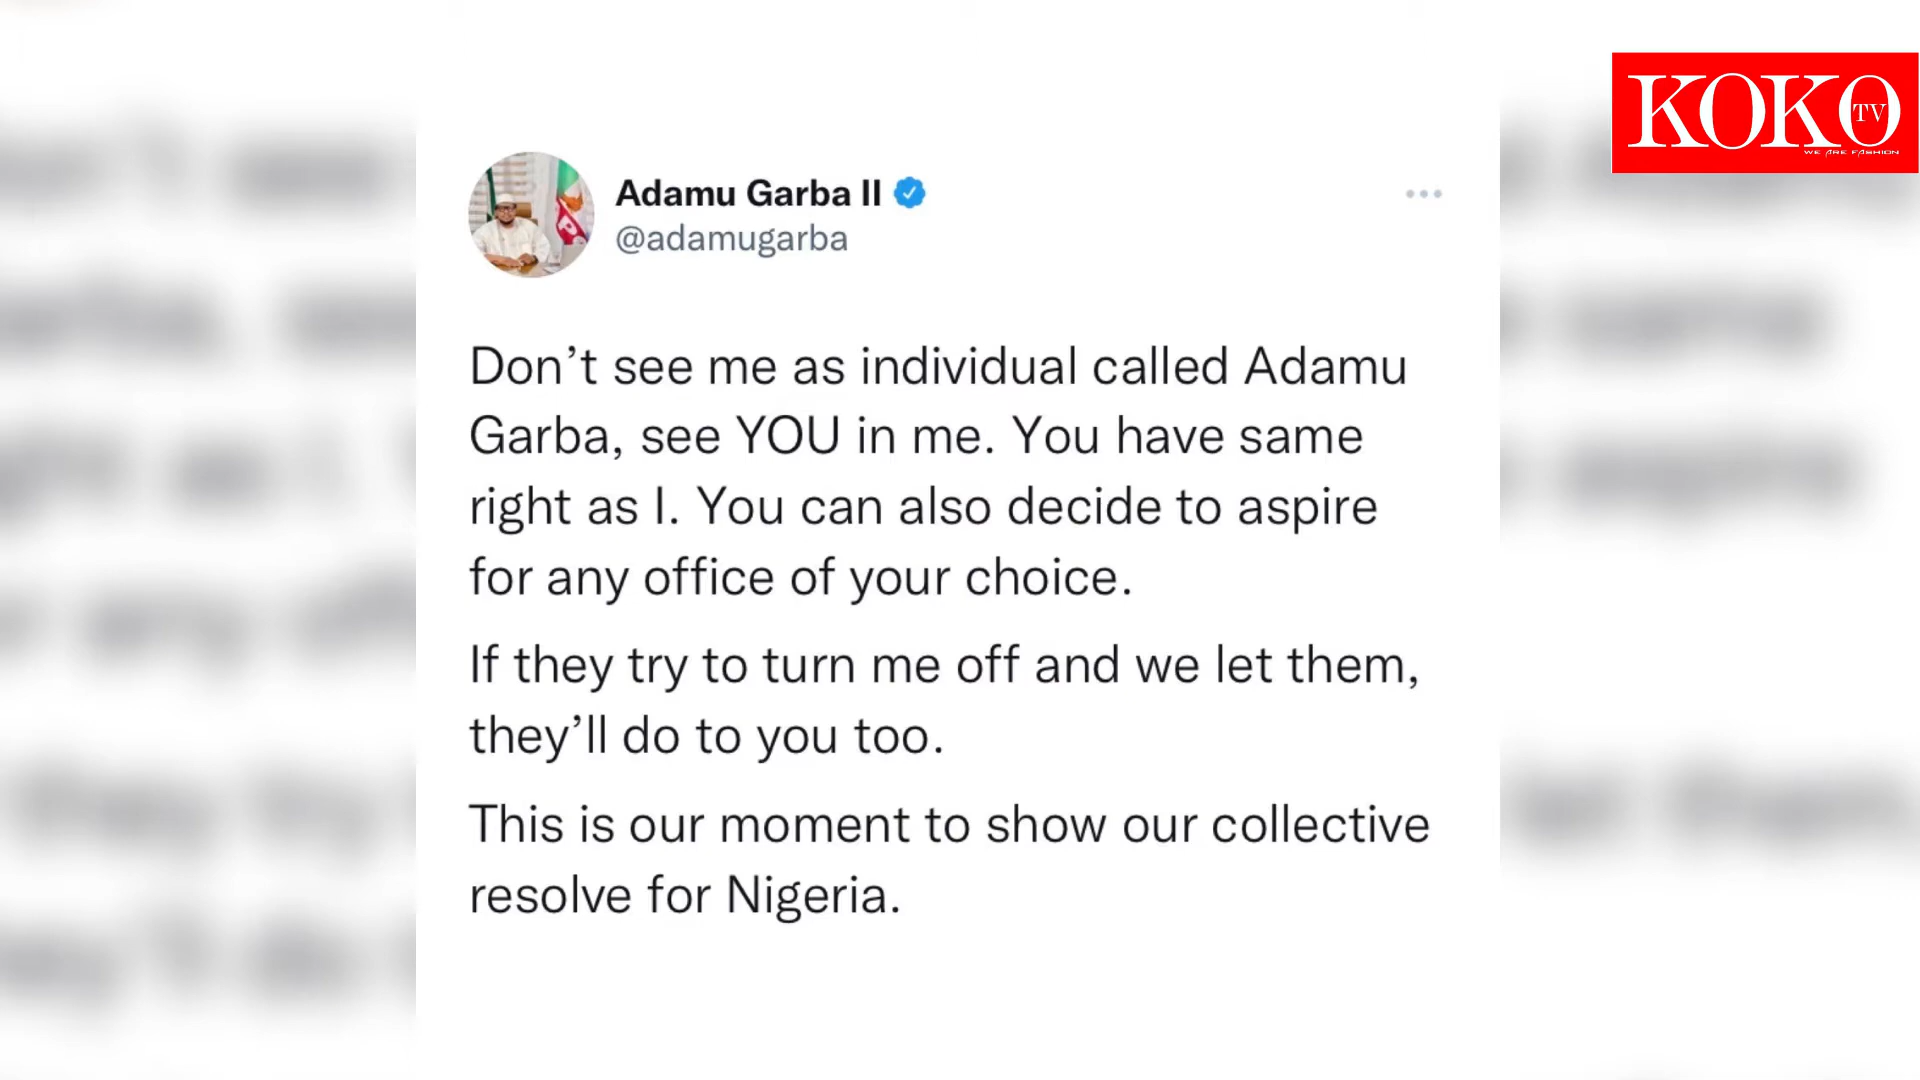 KOKO
TV
WE ARE FASHION
Adamu Garba II
@adamugarba
Don’t see me as individual called Adamu
Garba, see YOU in me. You have same
right as I. You can also decide to aspire
for any office of your choice.
If they try to turn me off and we let them,
they’ll do to you too.
This is our moment to show our collective
resolve for Nigeria.